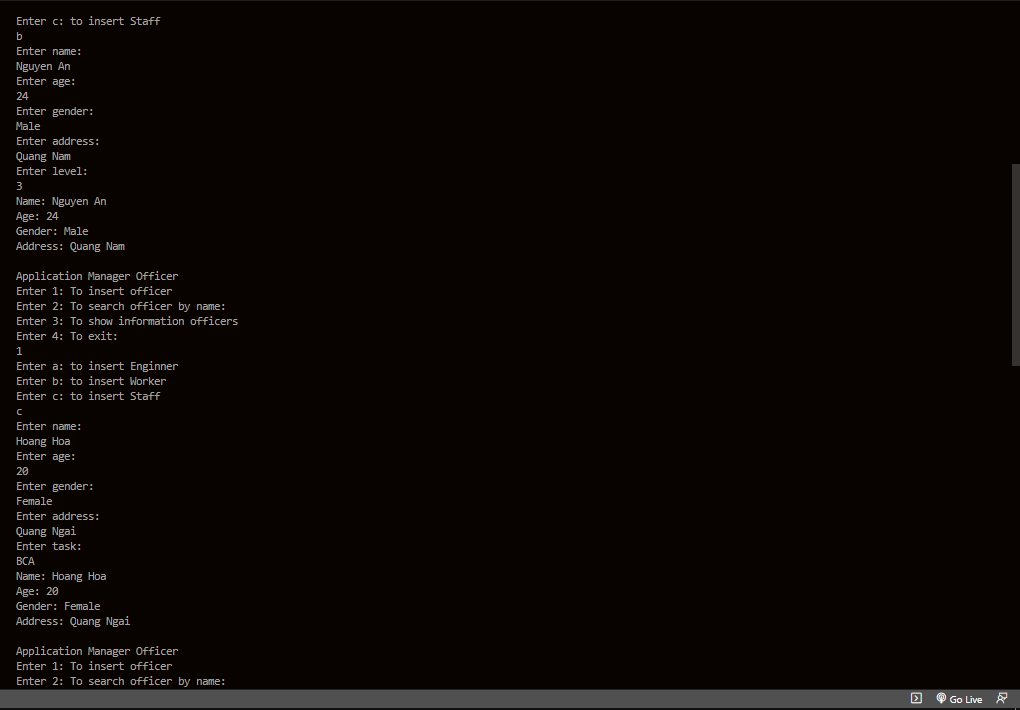 Enter c: to insert Staff
b
Enter name:
Nguyen An
Enter age:
24
Enter gender:
Male
Enter address:
Quang Nam
Enter level:
3
Name: Nguyen An
Age: 24
Gender: Male
Address: Quang Nam
Application Manager Officer
Enter 1: To insert officer
Enter 2: To search officer by name:
Enter 3: To show information officers
Enter 4: To exit:
1
Enter a: to insert Enginner
Enter b: to insert Worker
Enter c: to insert Staff
c
Enter name:
Hoang Hoa
Enter age:
20
Enter gender:
Female
Enter address:
Quang Ngai
Enter task:
BCA
Name: Hoang Hoa
Age: 20
Gender: Female
Address: Quang Ngai
Application Manager Officer
Enter 1: To insert officer
Enter 2: To search officer by name:
Go Live